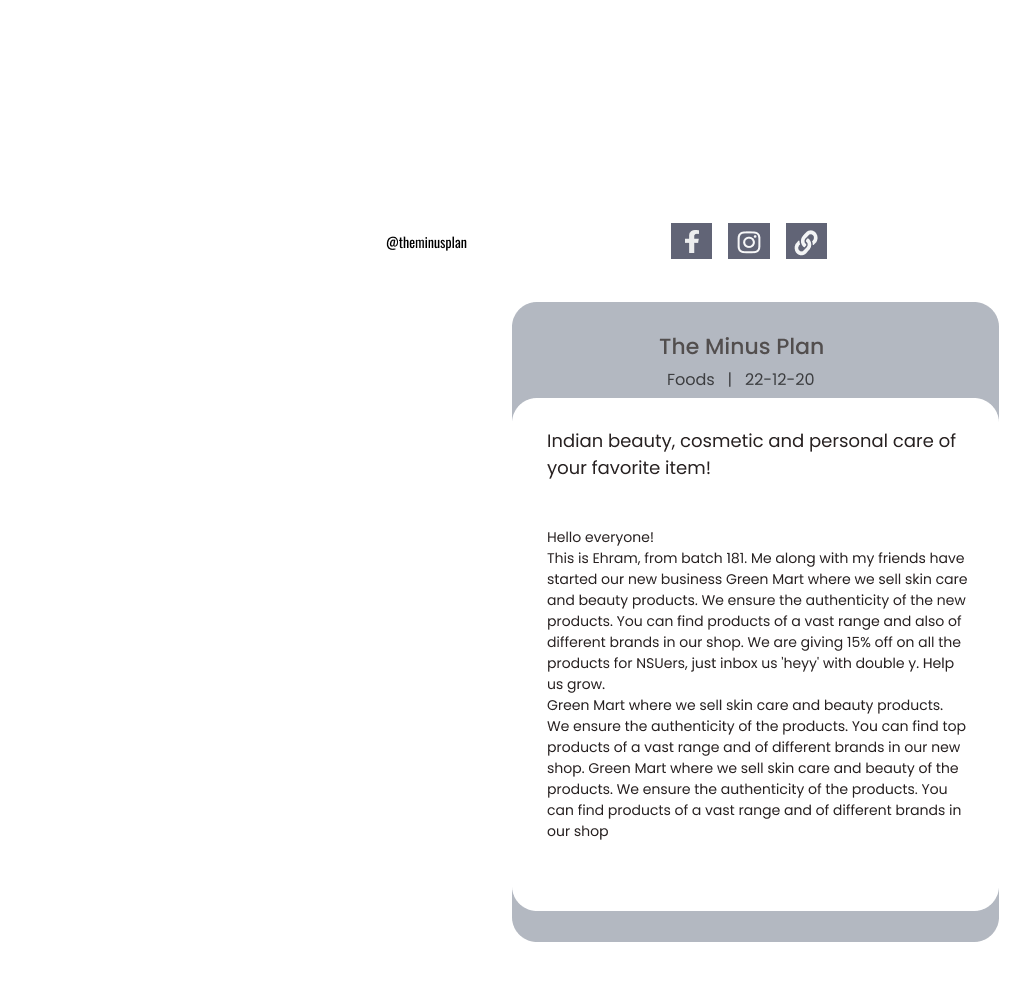 @theminusplan
The Minus Plan
Foods | 22-12-20
Indian beauty, cosmetic and personal care of
your favorite item!
Hello everyone!
This is Ehram, from batch 181. Me along with my friends have
started our new business Green Mart where we sell skin care
and beauty products. We ensure the authenticity of the new
products. You can find products of a vast range and also of
different brands in our shop. We are giving 15% off on all the
products for NSUers, just inbox us 'heyy' with double y. Help
us grow.
Green Mart where we sell skin care and beauty products.
We ensure the authenticity of the products. You can find top
products of a vast range and of different brands in our new
shop. Green Mart where we sell skin care and beauty of the
products. We ensure the authenticity of the products. You
can find products of a vast range and of different brands in
our shop